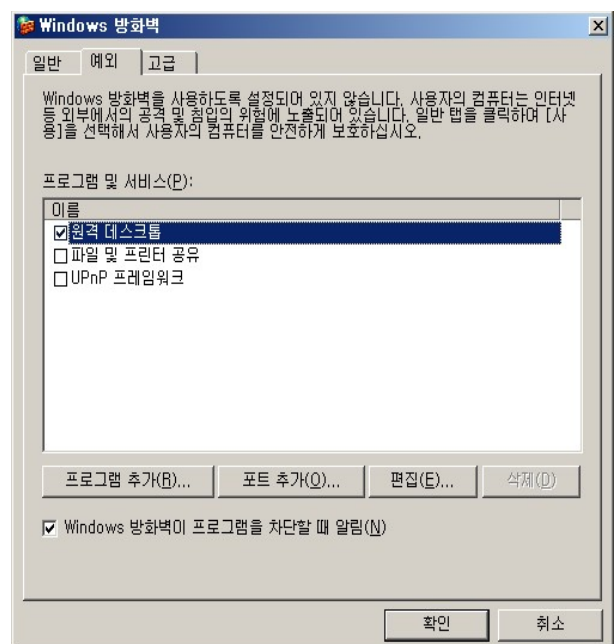 Windows 방화벽
일반 예외 고급
Windows 방화벽을 사용하도록 설정되어 있지 않습니다. 사용자의 컴퓨터는 인터넷
등 외부에서의 공격 및 침입의 위험에 노출되어 있습니다. 일반 탭을 클릭하여 [사
용]을 선택해서 사용자의 컴퓨터를 안전하게 보호하십시오.
프로그램 및 서비스(P):
이름
원격 데스크톱
파일 및 프린터 공유
UPnP 프레임워크
프로그램 추가(R)... 포트 추가(O)... 편집(E)... 삭제(D)
Windows 방화벽이 프로그램을 차단할 때 알림(N)
확인 취소